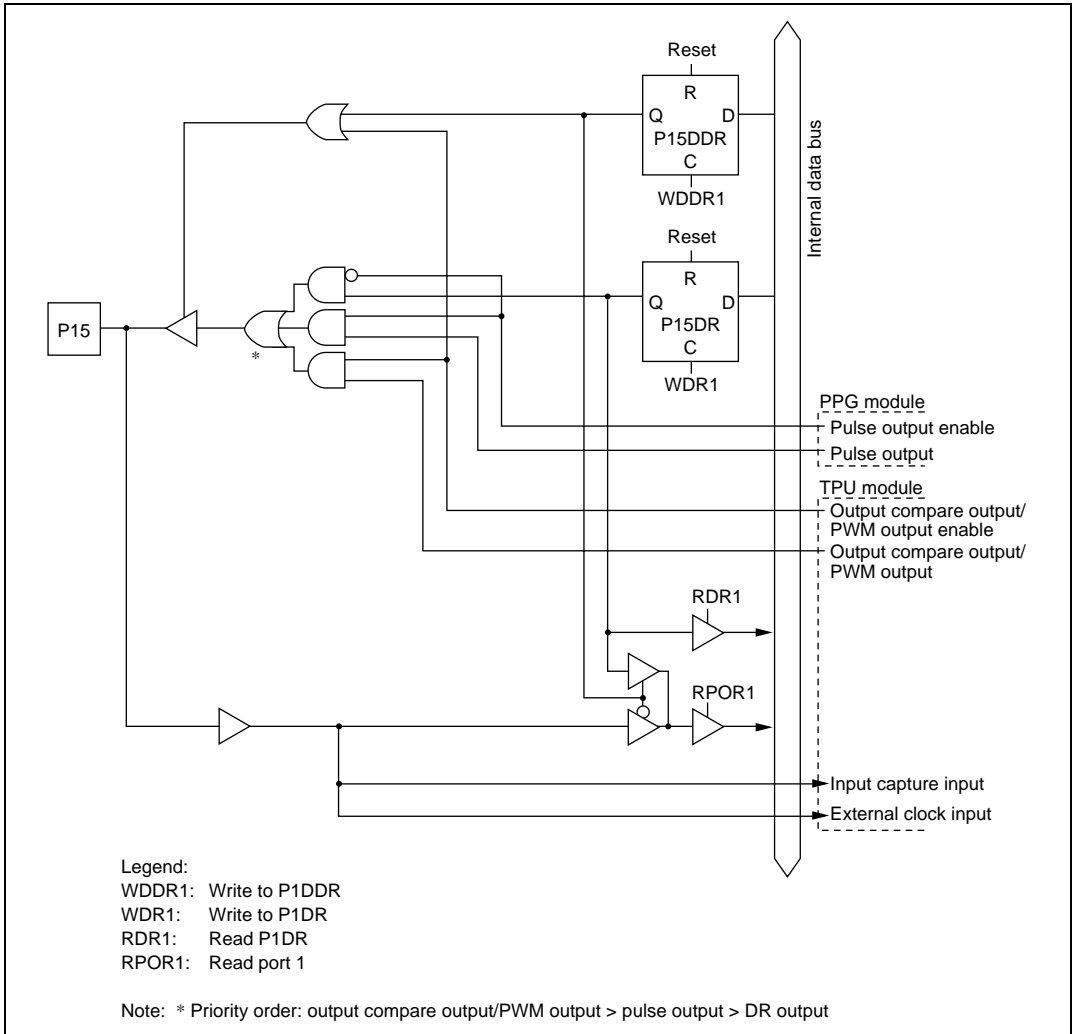 Reset
R
Q D
P15DDR
C
WDDR1
Internal data bus
Reset
R
Q D
P15DR
C
WDR1
P15
*
PPG module
Pulse output enable
Pulse output
TPU module
Output compare output/
PWM output enable
Output compare output/
PWM output
RDR1
RPOR1
Input capture input
External clock input
Legend:
WDDR1: Write to P1DDR
WDR1: Write to P1DR
RDR1: Read P1DR
RPOR1: Read port 1
Note: * Priority order: output compare output/PWM output > pulse output > DR output